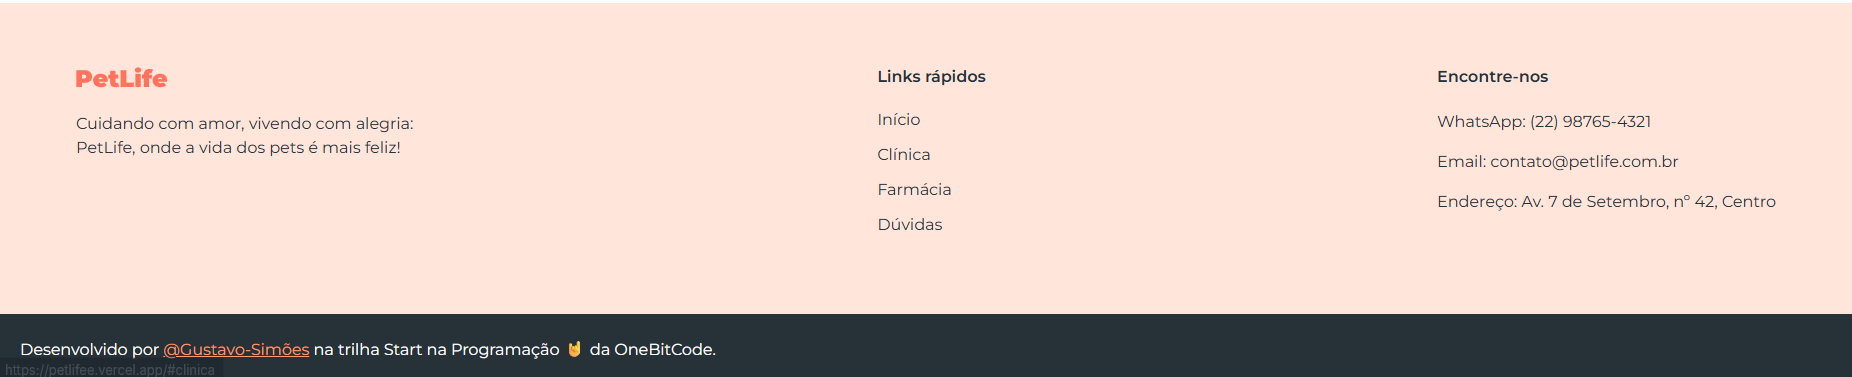 PetLife
Cuidando com amor, vivendo com alegria:
PetLife, onde a vida dos pets é mais feliz!
Links rápidos
Início
Clínica
Farmácia
Dúvidas
Encontre-nos
WhatsApp: (22) 98765-4321
Email: contato@petlife.com.br
Endereço: Av. 7 de Setembro, nº 42, Centro
Desenvolvido por @Gustavo-Simões na trilha Start na Programação 🤘 da OneBitCode.
https://petlifee.vercel.app/#clinica